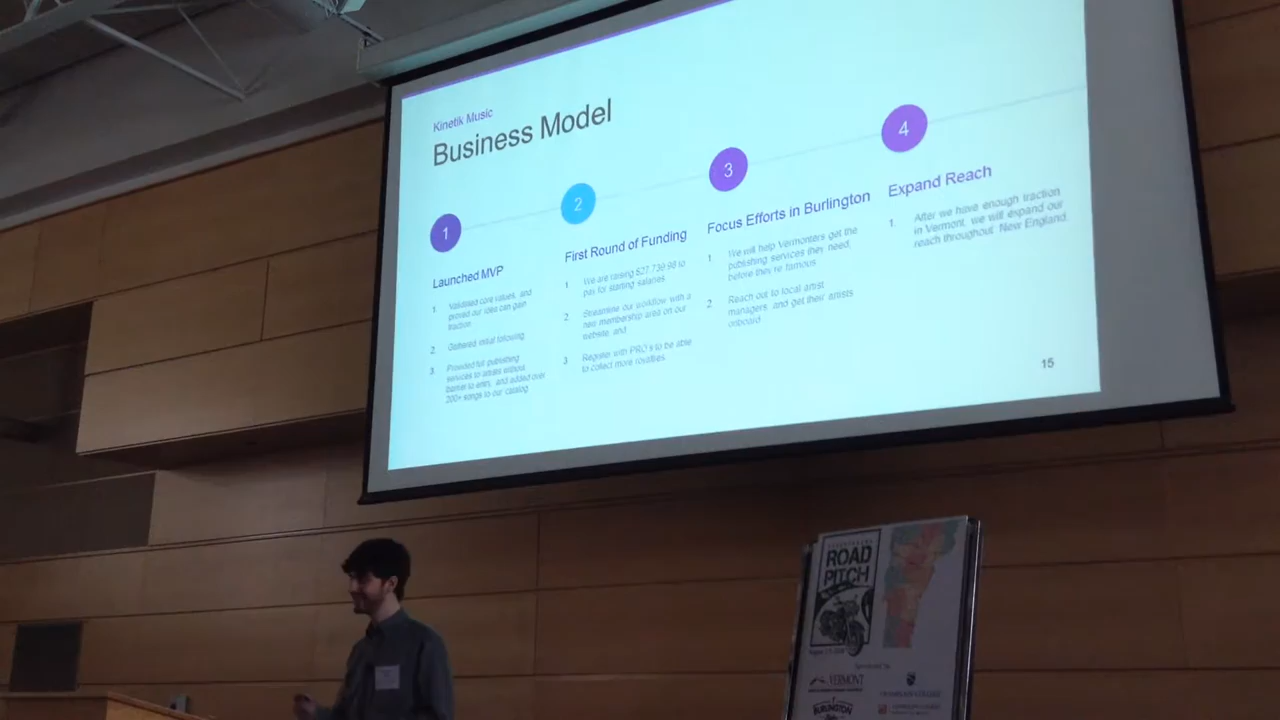 Kinetik Music
Business Model
1
2
3
4
Launched MVP
1. Validated core values, and
proved our idea can gain
traction
2. Gathered initial following
3. Provided full publishing
services to artists without
barrier to entry, and added over
200+ songs to our catalog
First Round of Funding
1. We are raising $27,739.98 to
pay for starting salaries
2. Streamline our workflow with a
new membership area on our
website, and
3. Register with PRO's to be able
to collect more royalties
Focus Efforts in Burlington
1. We will help Vermonters get the
publishing services they need,
before they're famous
2. Reach out to local artist
managers, and get their artists
onboard
Expand Reach
1. After we have enough traction
in Vermont, we will expand our
reach throughout New England.
15
ROAD
PITCH
Sponsored by
VERMONT
BURLINGTON